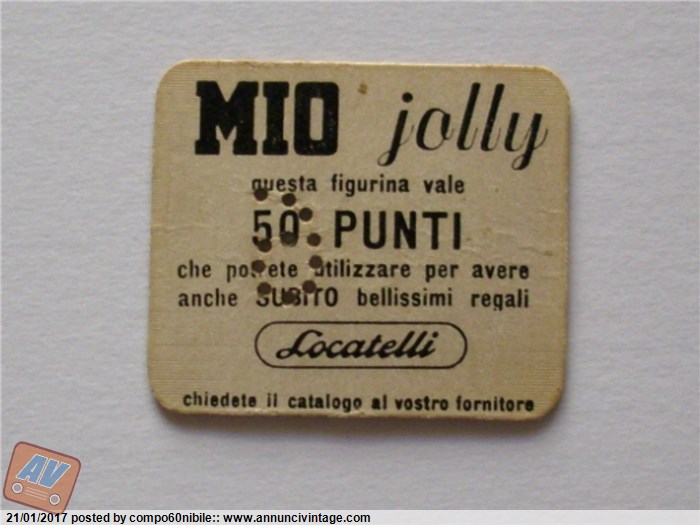 MIO jolly
questa figurina vale
50 PUNTI
che potrete utilizzare per avere
anche SUBITO bellissimi regali
Locatelli
chiedete il catalogo al vostro fornitore
AV
21/01/2017 posted by compo60nibile:: www.annuncivintage.com